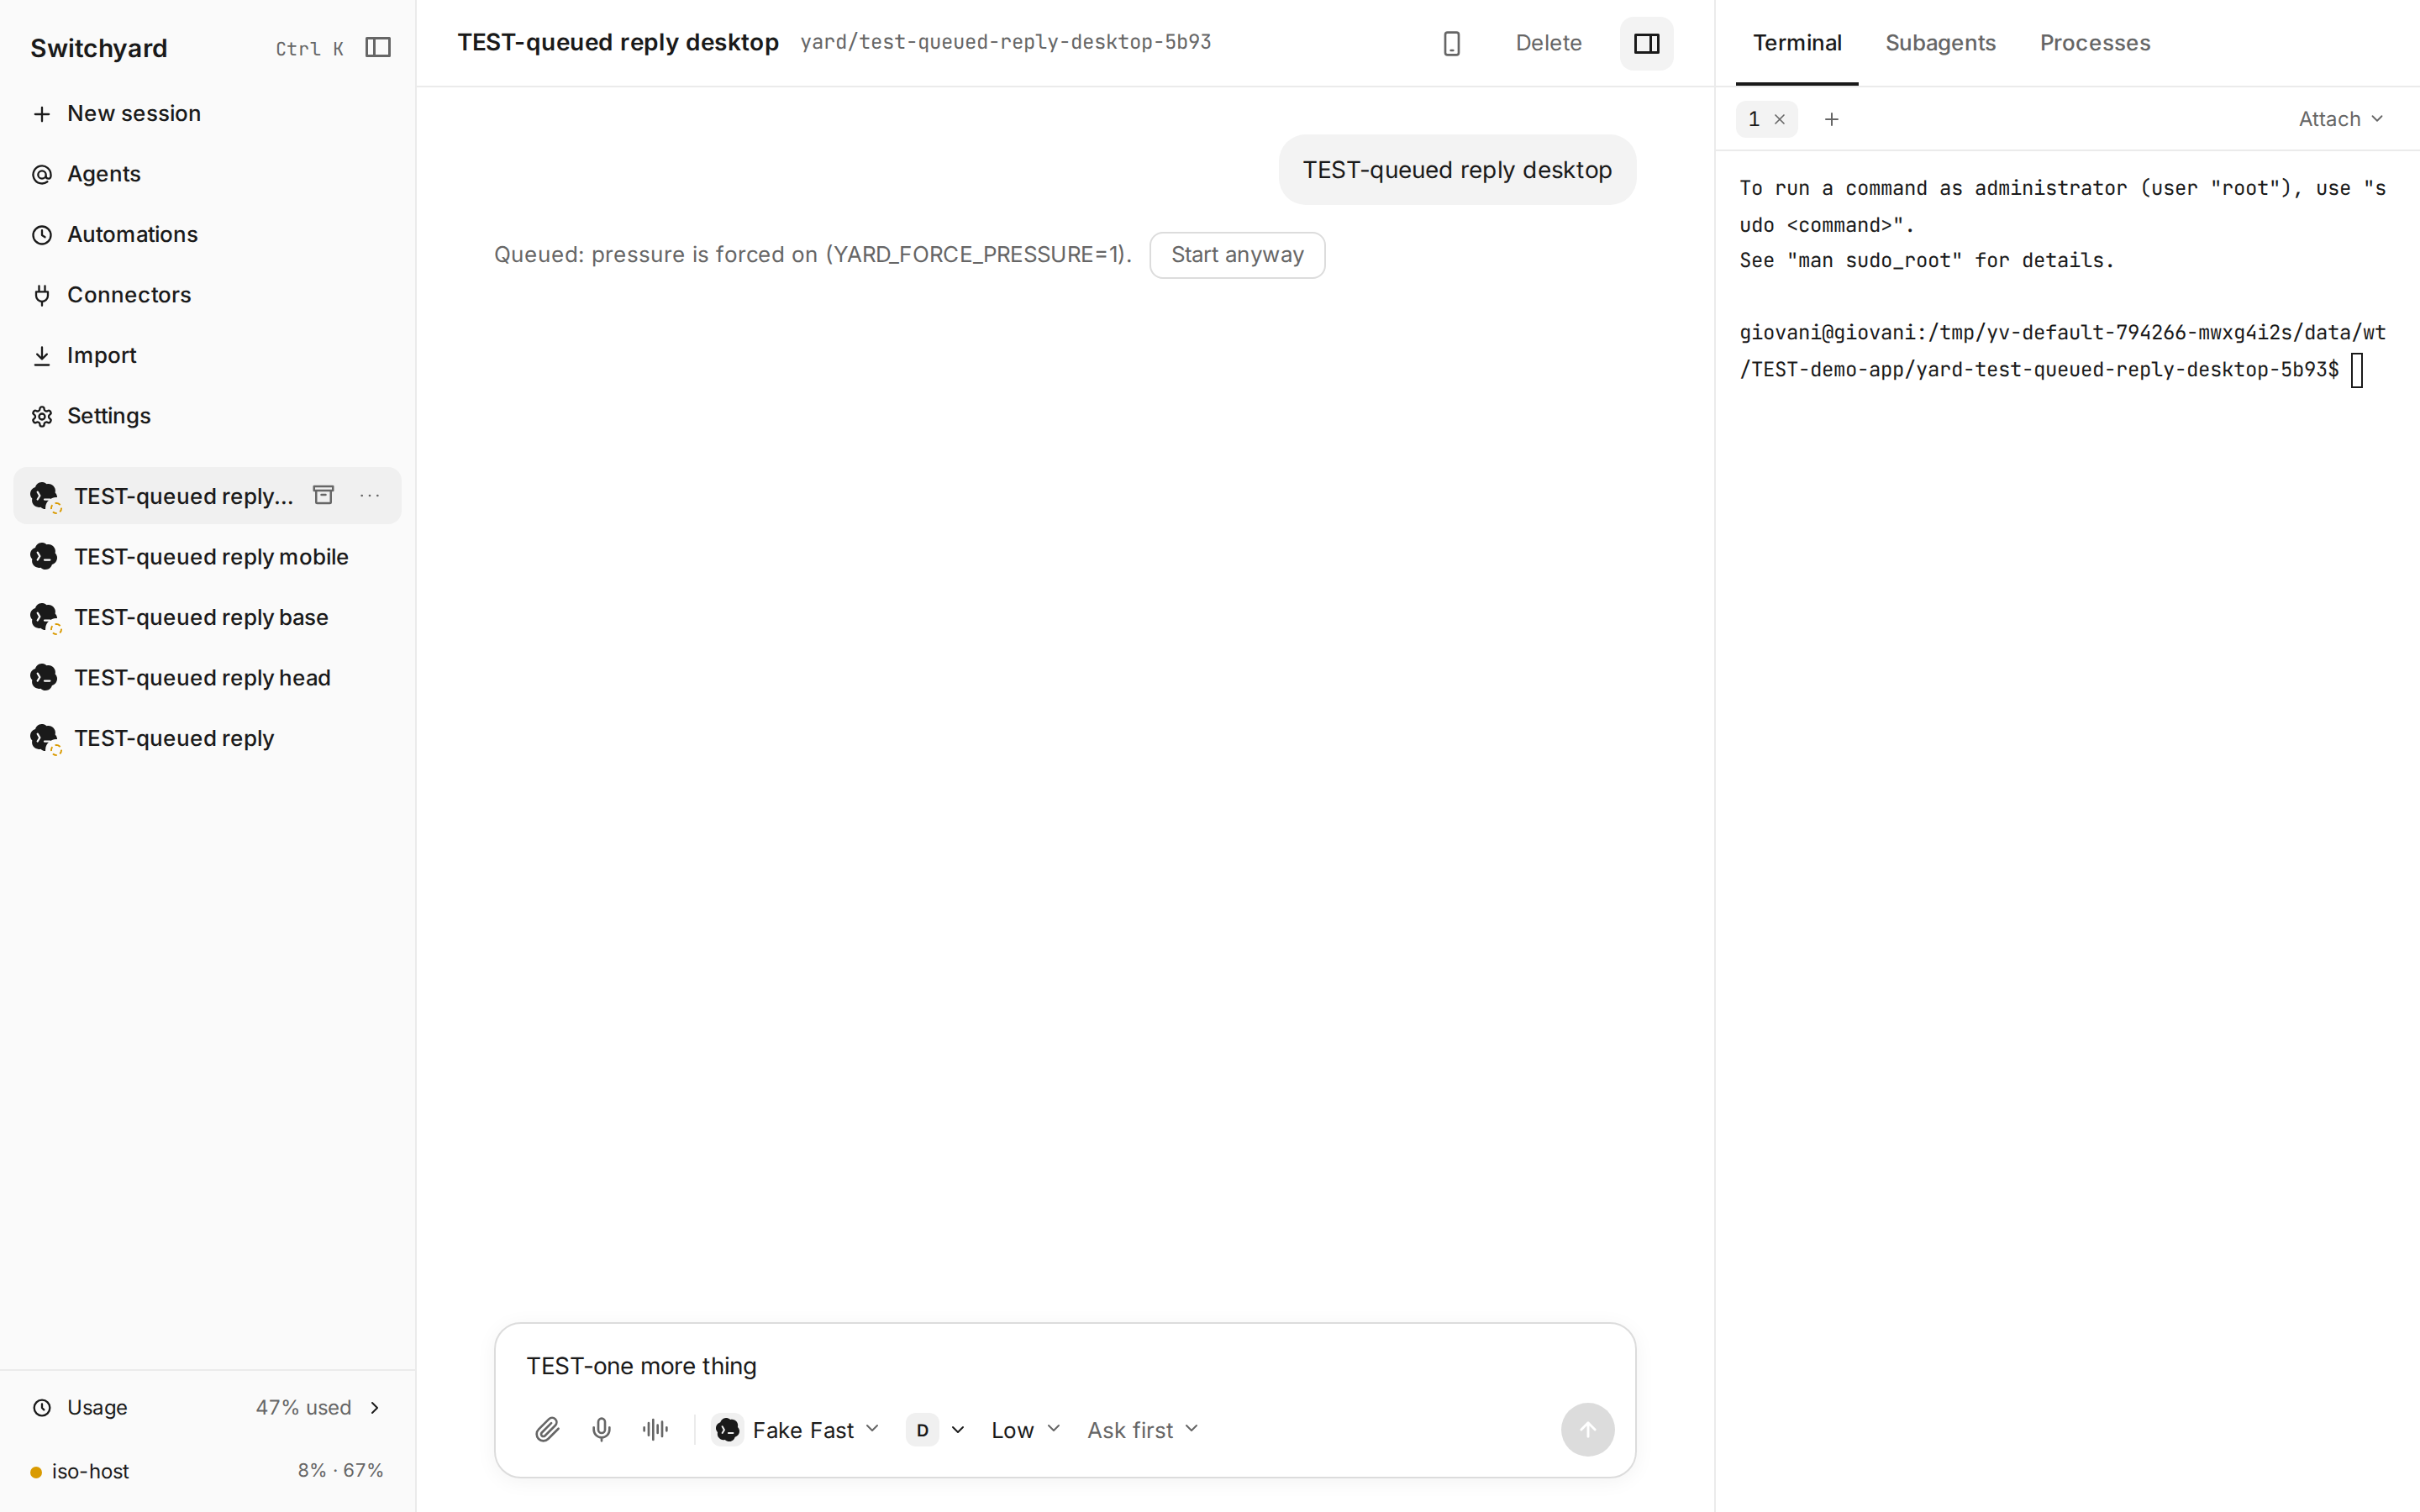 Switchyard
Ctrl K
New session
Agents
Automations
Connectors
Import
Settings
TEST-queued reply...
TEST-queued reply mobile
TEST-queued reply base
TEST-queued reply head
TEST-queued reply
Usage 47% used
iso-host 8% · 67%
TEST-queued reply desktop yard/test-queued-reply-desktop-5b93
Delete
TEST-queued reply desktop
Queued: pressure is forced on (YARD_FORCE_PRESSURE=1). Start anyway
TEST-one more thing
Fake Fast D Low Ask first
Terminal Subagents Processes
1 Attach
To run a command as administrator (user "root"), use "s
udo <command>".
See "man sudo_root" for details.
giovani@giovani:/tmp/yv-default-794266-mwxg4i2s/data/wt
/TEST-demo-app/yard-test-queued-reply-desktop-5b93$